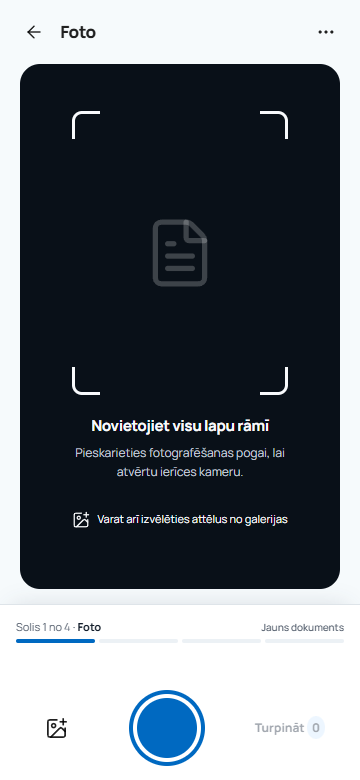 Foto
Novietojiet visu lapu rāmī
Pieskarieties fotografēšanas pogai, lai
atvērtu ierīces kameru.
Varat arī izvēlēties attēlus no galerijas
Solis 1 no 4 · Foto
Jauns dokuments
Turpināt 0